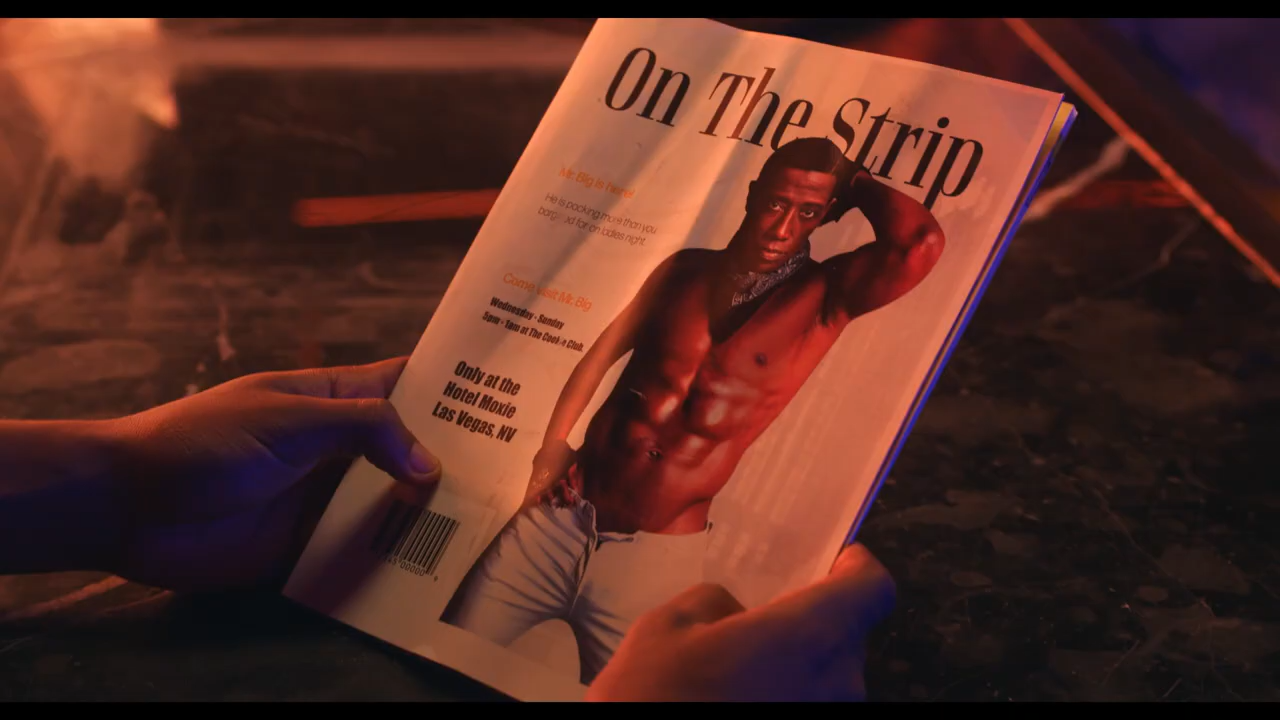 On The Strip
Mr. Big is here!
He is packing more than you
for on ladies night.
Come visit Mr. Big
Wednesday - Sunday
5pm - 1am at The Cookie Club.
Only at the
Hotel Moxie
Las Vegas, NV